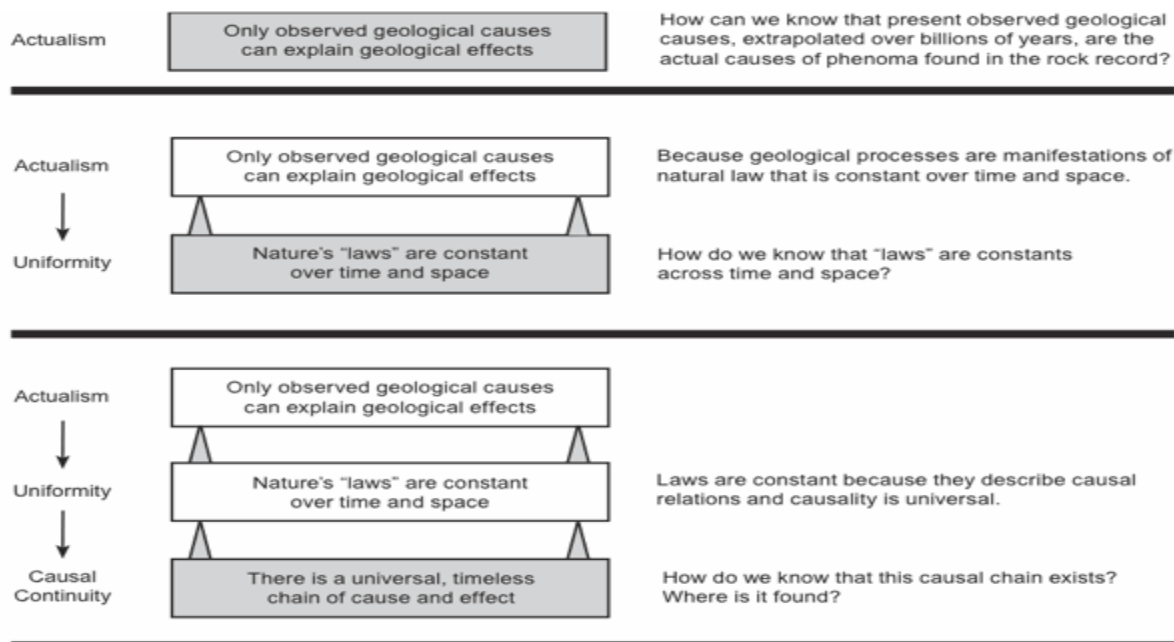 Actualism
Only observed geological causes
can explain geological effects
How can we know that present observed geological
causes, extrapolated over billions of years, are the
actual causes of phenoma found in the rock record?
Actualism
Only observed geological causes
can explain geological effects
Because geological processes are manifestations of
natural law that is constant over time and space.
Uniformity
Nature's “laws” are constant
over time and space
How do we know that “laws” are constants
across time and space?
Actualism
Only observed geological causes
can explain geological effects
Uniformity
Nature's “laws” are constant
over time and space
Laws are constant because they describe causal
relations and causality is universal.
Causal
Continuity
There is a universal, timeless
chain of cause and effect
How do we know that this causal chain exists?
Where is it found?